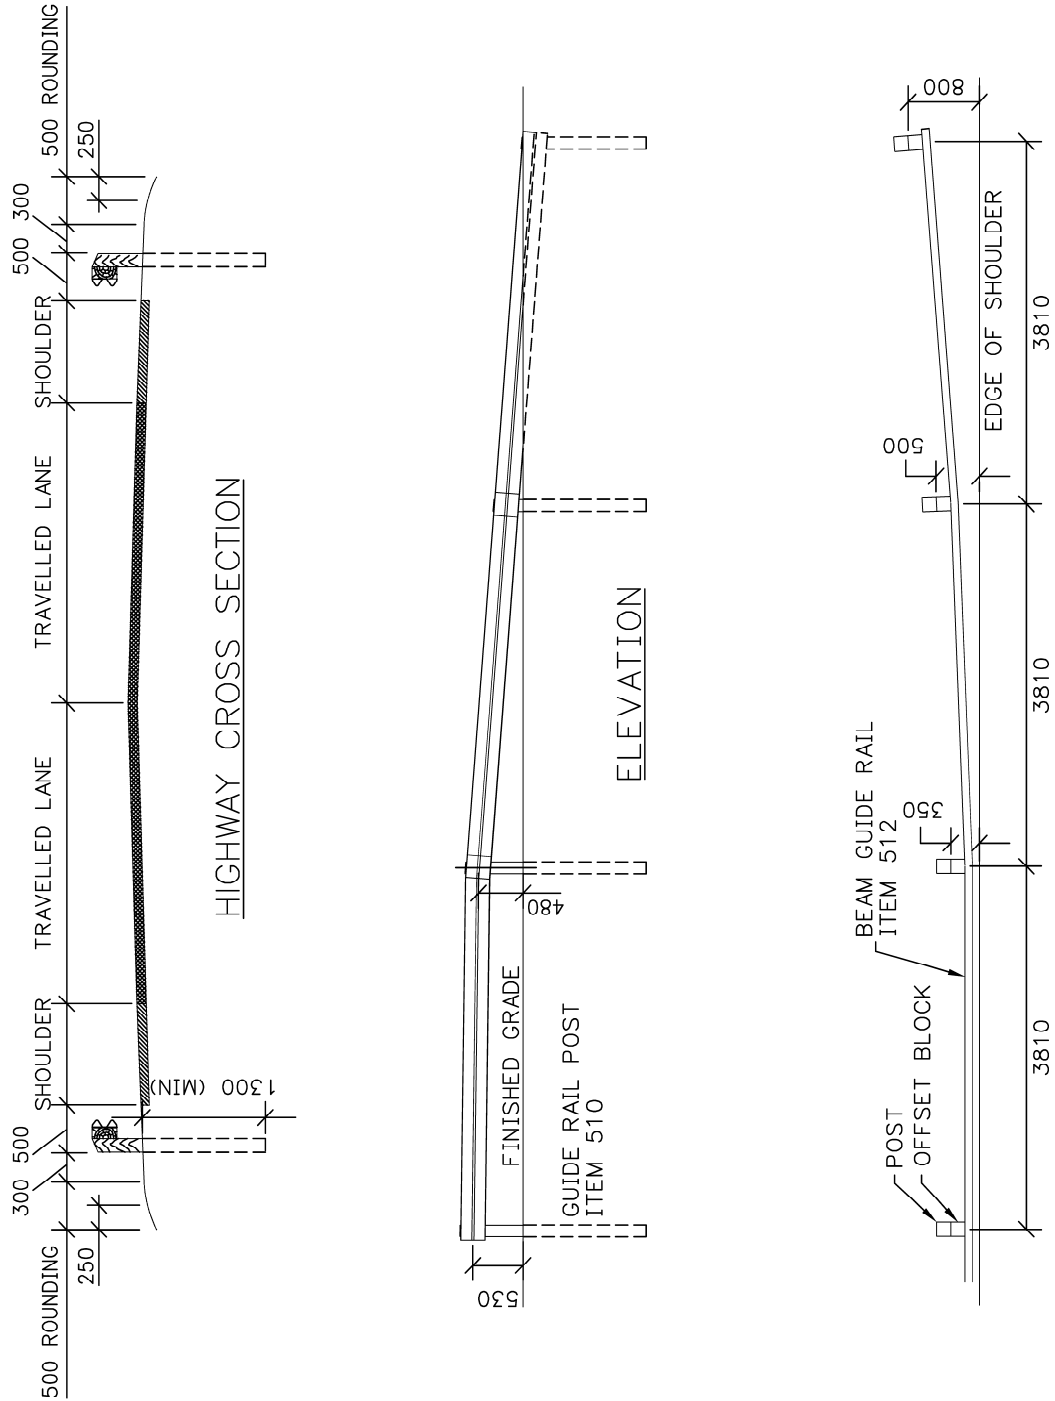 500 ROUNDING
250
300
500
SHOULDER
TRAVELLED LANE
TRAVELLED LANE
SHOULDER
500
300
500 ROUNDING
250
1300 (MIN)
HIGHWAY CROSS SECTION
530
480
FINISHED GRADE
GUIDE RAIL POST
ITEM 510
ELEVATION
POST
OFFSET BLOCK
BEAM GUIDE RAIL
ITEM 512
350
500
800
EDGE OF SHOULDER
3810
3810
3810